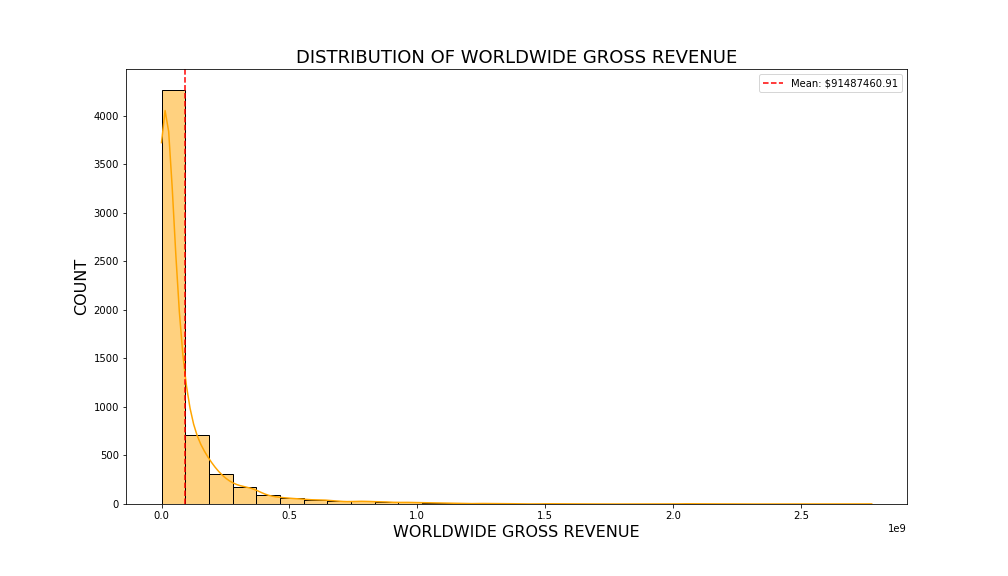 DISTRIBUTION OF WORLDWIDE GROSS REVENUE
Mean: $91487460.91
COUNT
4000
3500
3000
2500
2000
1500
1000
500
0
0.0 0.5 1.0 1.5 2.0 2.5
1e9
WORLDWIDE GROSS REVENUE